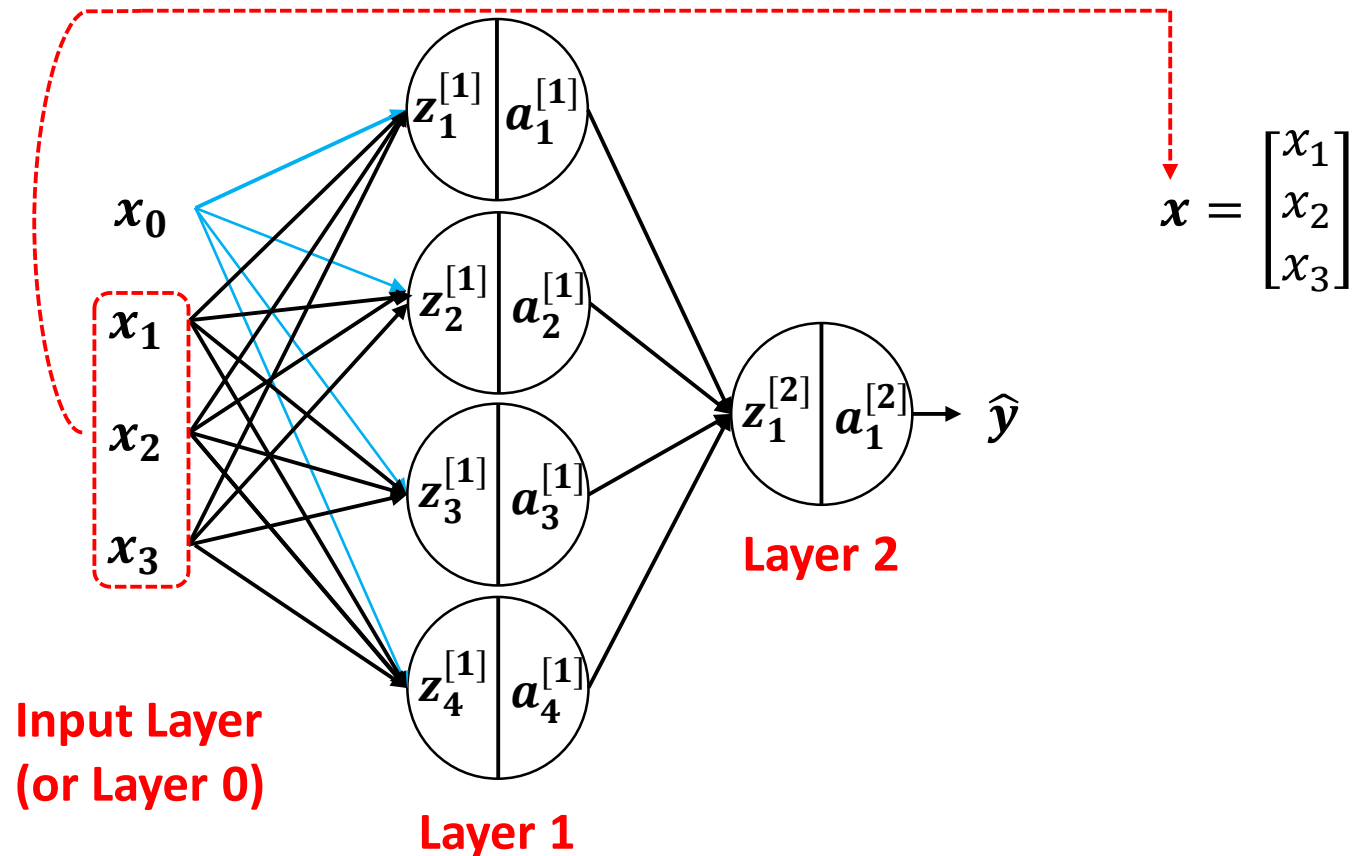 x₀
x₁
x₂
x₃
Input Layer
(or Layer 0)
z₁^[1] a₁^[1]
z₂^[1] a₂^[1]
z₃^[1] a₃^[1]
z₄^[1] a₄^[1]
Layer 1
z₁^[2] a₁^[2]
Layer 2
ŷ
x = [x₁
x₂
x₃]